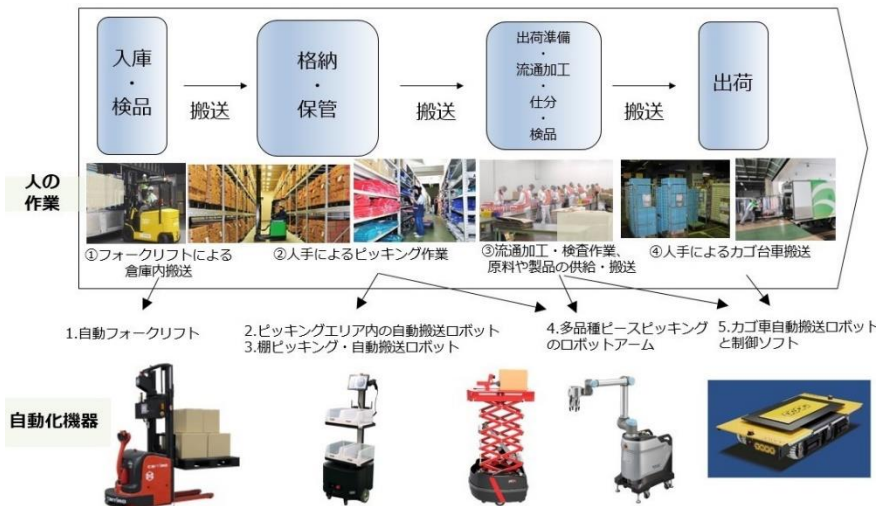 入庫
・
検品
搬送
格納
・
保管
搬送
出荷準備
・
流通加工
・
仕分
・
検品
搬送
出荷
人の
作業
①フォークリフトによる
倉庫内搬送
②人手によるピッキング作業
③流通加工・検査作業、
原料や製品の供給・搬送
④人手によるカゴ台車搬送
1.自動フォークリフト
2.ピッキングエリア内の自動搬送ロボット
3.棚ピッキング・自動搬送ロボット
4.多品種ピースピッキング
のロボットアーム
5.カゴ車自動搬送ロボット
と制御ソフト
自動化機器